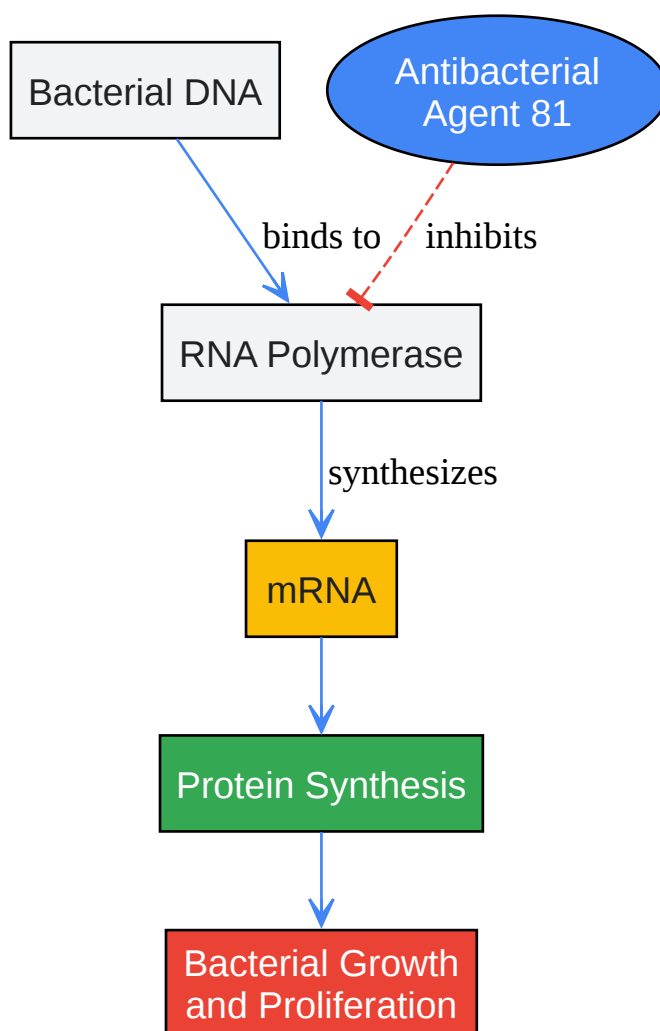 Bacterial DNA
Antibacterial
Agent 81
binds to
inhibits
RNA Polymerase
synthesizes
mRNA
Protein Synthesis
Bacterial Growth
and Proliferation